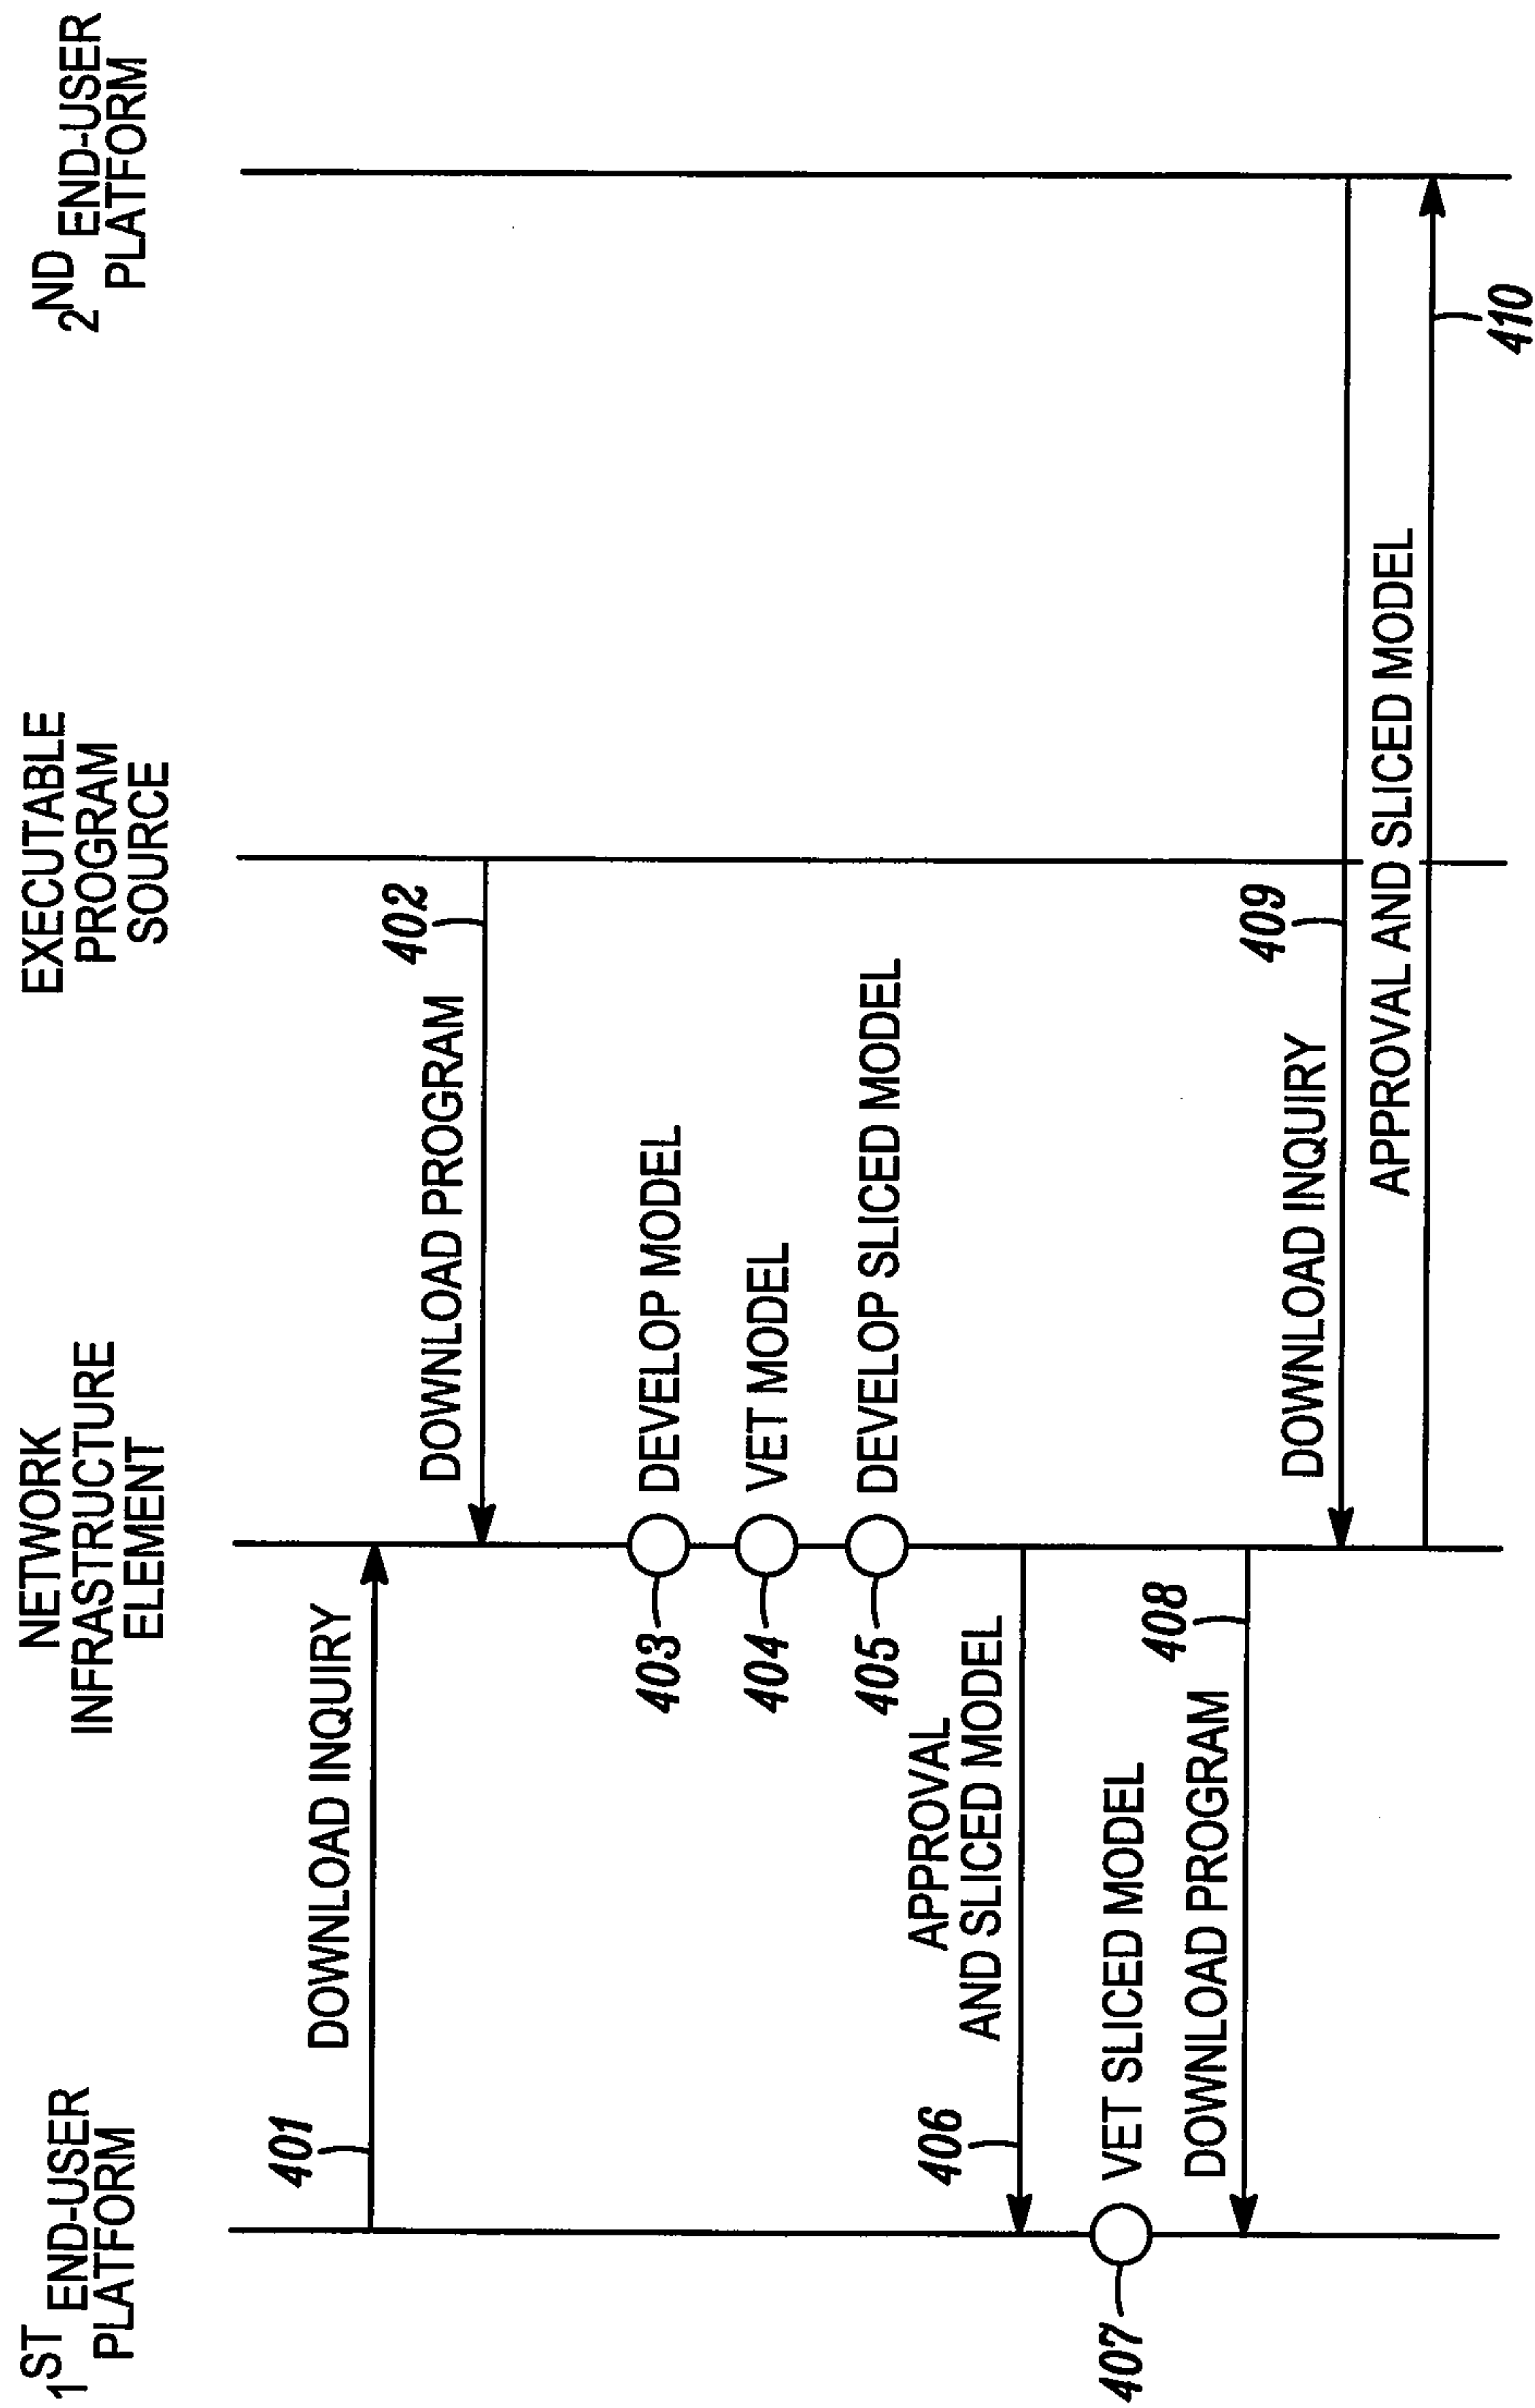 1ST END-USER
PLATFORM
NETWORK
INFRASTRUCTURE
ELEMENT
EXECUTABLE
PROGRAM
SOURCE
2ND END-USER
PLATFORM
401
DOWNLOAD INQUIRY
DOWNLOAD PROGRAM
402
403
DEVELOP MODEL
404
VET MODEL
405
DEVELOP SLICED MODEL
406
APPROVAL
AND SLICED MODEL
407
VET SLICED MODEL
DOWNLOAD PROGRAM
408
DOWNLOAD INQUIRY
409
APPROVAL AND SLICED MODEL
410